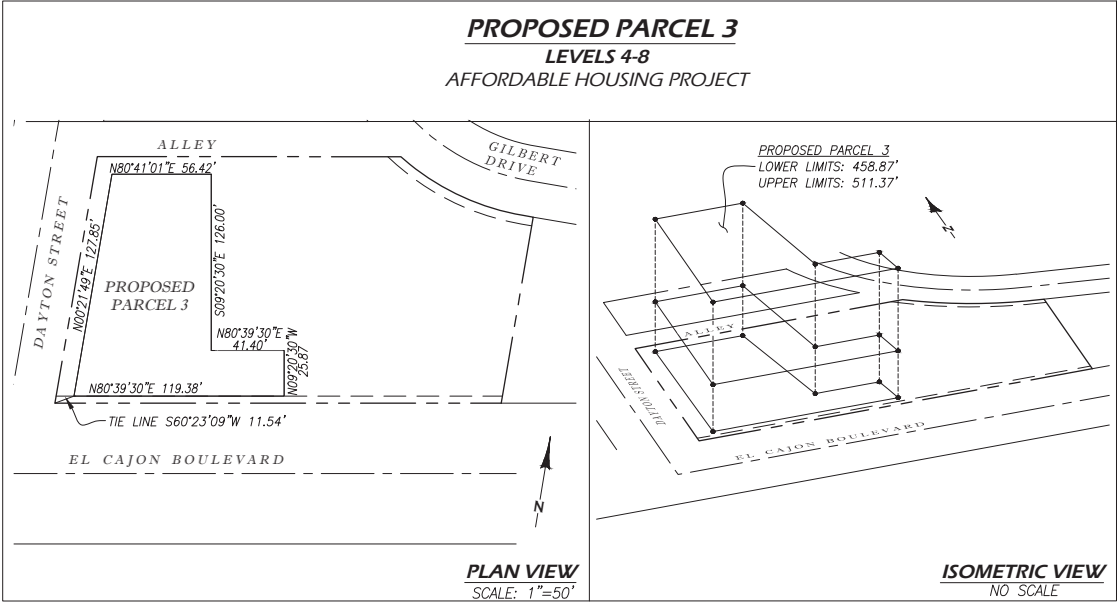 PROPOSED PARCEL 3
LEVELS 4-8
AFFORDABLE HOUSING PROJECT
ALLEY
GILBERT
DRIVE
N80°41'01"E 56.42'
DAYTON STREET
N00°21'49"E 127.85'
S09°20'30"E 126.00'
PROPOSED
PARCEL 3
N80°39'30"E
41.40'
N09°20'30"W
25.87
N80°39'30"E 119.38'
TIE LINE S60°23'09"W 11.54'
EL CAJON BOULEVARD
N
PLAN VIEW
SCALE: 1"=50'
PROPOSED PARCEL 3
LOWER LIMITS: 458.87'
UPPER LIMITS: 511.37'
N
ALLEY
DAYTON STREET
EL CAJON BOULEVARD
ISOMETRIC VIEW
NO SCALE